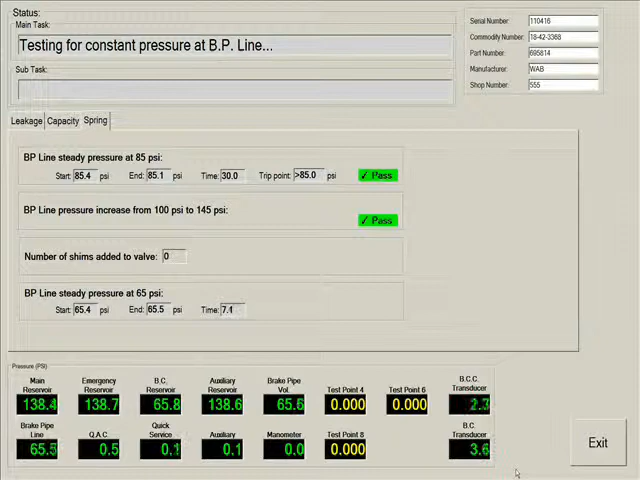 Status:
Main Task:
Testing for constant pressure at B.P. Line...
Sub Task:
Serial Number: 110416
Commodity Number: 18-42-3368
Part Number: 695814
Manufacturer: WAB
Shop Number: 555
Leakage Capacity Spring
BP Line steady pressure at 85 psi:
Start: 85.4 psi End: 85.1 psi Time: 30.0 Trip point: >85.0 psi ✓ Pass
BP Line pressure increase from 100 psi to 145 psi:
✓ Pass
Number of shims added to valve: 0
BP Line steady pressure at 65 psi:
Start: 65.4 psi End: 65.5 psi Time: 7.1
Pressure (PSI)
Main Reservoir Emergency Reservoir B.C. Reservoir Auxiliary Reservoir Brake Pipe Vol. Test Point 4 Test Point 6 B.C.C. Transducer
138.4 138.7 65.8 138.6 65.6 0.000 0.000 2.3
Brake Pipe Line Q.A.C. Quick Service Auxiliary Manometer Test Point 8 B.C. Transducer
65.5 0.5 0.1 0.1 0.0 0.000 3.6
Exit